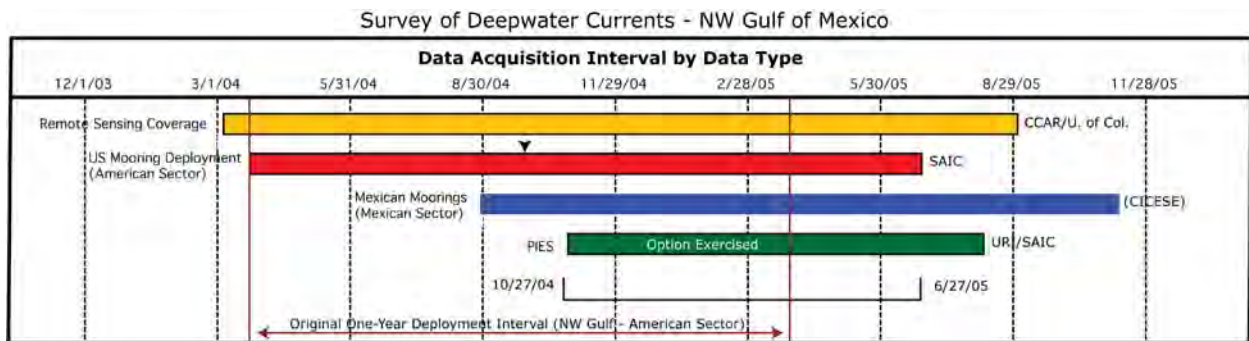 Survey of Deepwater Currents - NW Gulf of Mexico
Data Acquisition Interval by Data Type
12/1/03 3/1/04 5/31/04 8/30/04 11/29/04 2/28/05 5/30/05 8/29/05 11/28/05
Remote Sensing Coverage CCAR/U. of Col.
US Mooring Deployment
(American Sector) SAIC
Mexican Moorings
(Mexican Sector) (CICESE)
PIES Option Exercised URI/SAIC
10/27/04 6/27/05
Original One-Year Deployment Interval (NW Gulf - American Sector)